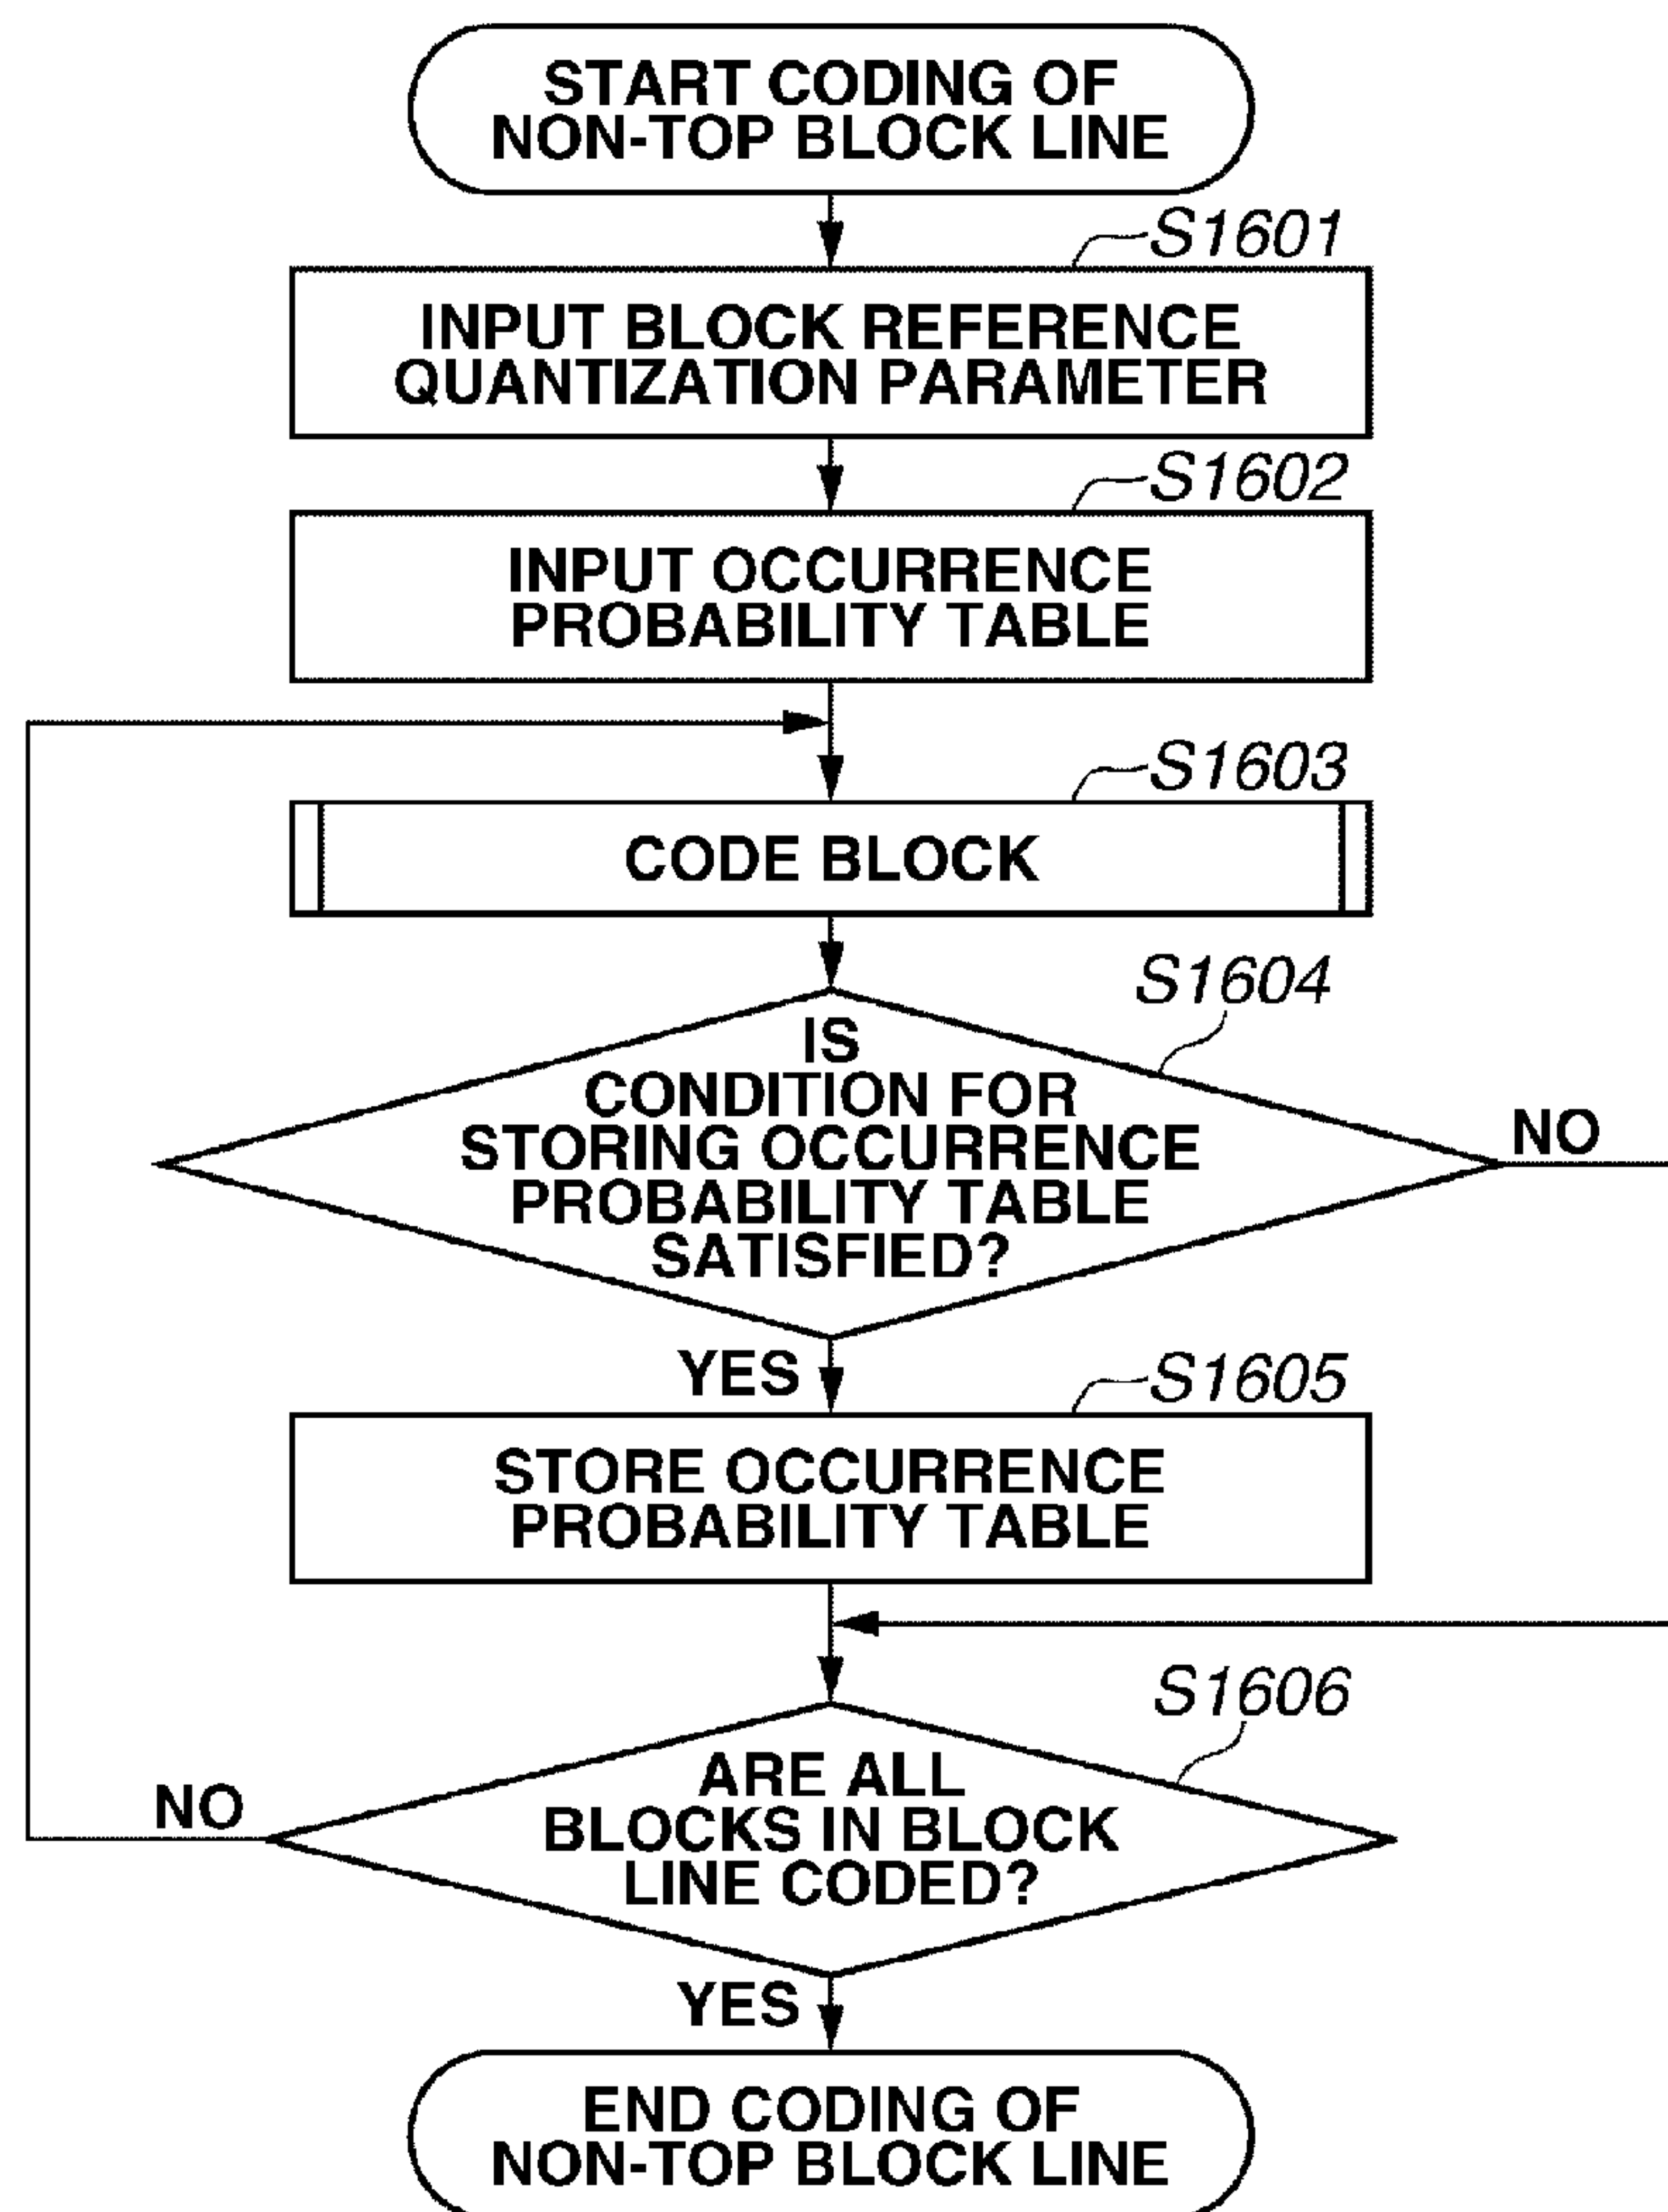 START CODING OF
NON-TOP BLOCK LINE
S1601
INPUT BLOCK REFERENCE
QUANTIZATION PARAMETER
S1602
INPUT OCCURRENCE
PROBABILITY TABLE
S1603
CODE BLOCK
S1604
IS
CONDITION FOR
STORING OCCURRENCE
PROBABILITY TABLE
SATISFIED?
NO
YES
S1605
STORE OCCURRENCE
PROBABILITY TABLE
S1606
ARE ALL
BLOCKS IN BLOCK
LINE CODED?
NO
YES
END CODING OF
NON-TOP BLOCK LINE